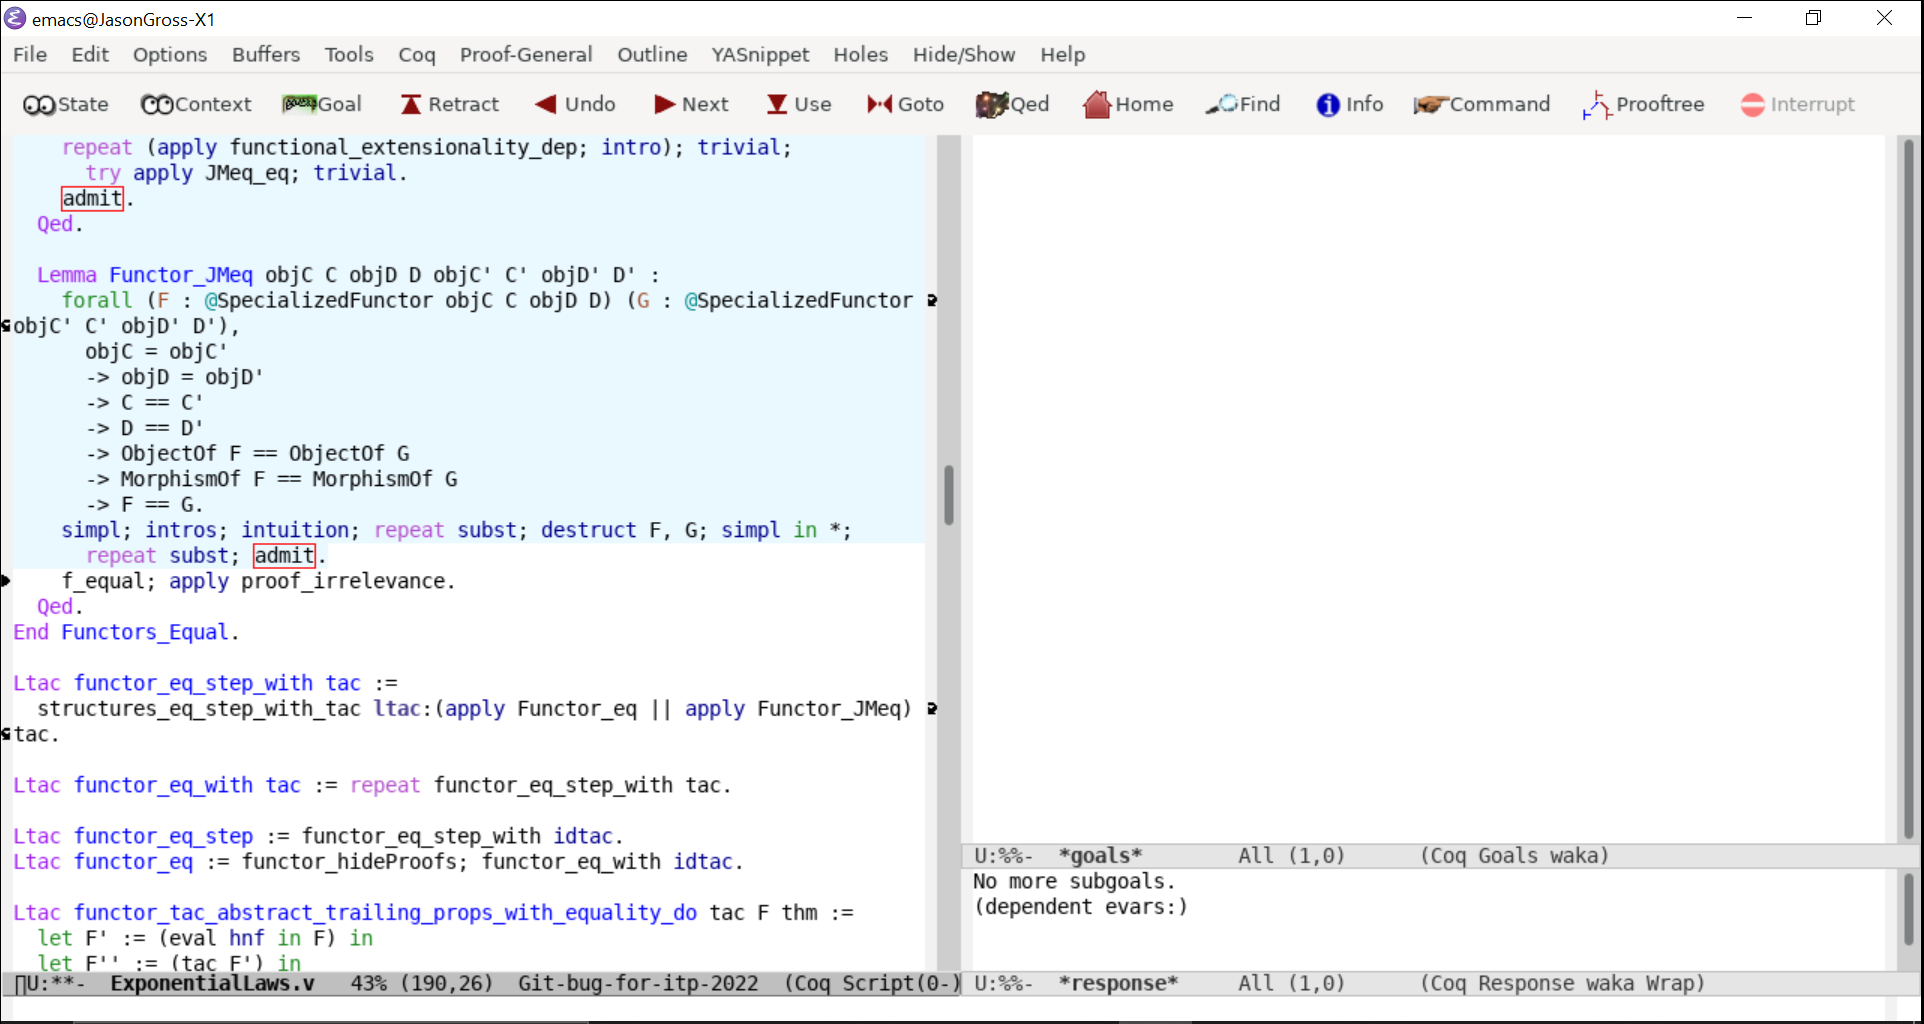 emacs@JasonGross-X1
File Edit Options Buffers Tools Coq Proof-General Outline YASnippet Holes Hide/Show Help
State Context Goal Retract Undo Next Use Goto Qed Home Find Info Command Prooftree Interrupt
repeat (apply functional_extensionality_dep; intro); trivial;
try apply JMeq_eq; trivial.
admit.
Qed.
Lemma Functor_JMeq objC C objD D objC' C' objD' D' :
forall (F : @SpecializedFunctor objC C objD D) (G : @SpecializedFunctor
objC' C' objD' D'),
objC = objC'
-> objD = objD'
-> C == C'
-> D == D'
-> ObjectOf F == ObjectOf G
-> MorphismOf F == MorphismOf G
-> F == G.
simpl; intros; intuition; repeat subst; destruct F, G; simpl in *;
repeat subst; admit.
f_equal; apply proof_irrelevance.
Qed.
End Functors_Equal.
Ltac functor_eq_step_with tac :=
structures_eq_step_with_tac ltac:(apply Functor_eq || apply Functor_JMeq)
tac.
Ltac functor_eq_with tac := repeat functor_eq_step_with tac.
Ltac functor_eq_step := functor_eq_step_with idtac.
Ltac functor_eq := functor_hideProofs; functor_eq_with idtac.
Ltac functor_tac_abstract_trailing_props_with_equality_do tac F thm :=
let F' := (eval hnf in F) in
let F'' := (tac F') in
U:**- ExponentialLaws.v 43% (190,26) Git-bug-for-itp-2022 (Coq Script(0-)
U:%%- *goals* All (1,0) (Coq Goals waka)
No more subgoals.
(dependent evars:)
U:%%- *response* All (1,0) (Coq Response waka Wrap)